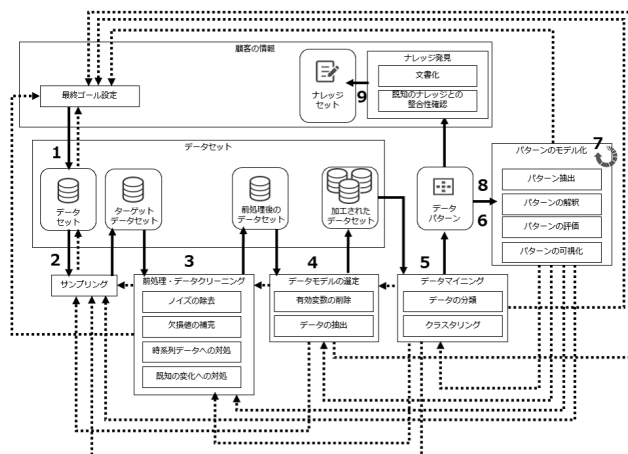 顧客の情報
最終ゴール設定
ナレッジ
セット
9
ナレッジ発見
文書化
既知のナレッジとの
整合性確認
1
データセット
データ
セット
ターゲット
データセット
前処理後の
データセット
加工された
データセット
データ
パターン
8
6
7
パターンのモデル化
パターン抽出
パターンの解釈
パターンの評価
パターンの可視化
2
サンプリング
3
前処理・データクリーニング
ノイズの除去
欠損値の補完
時系列データへの対処
既知の変化への対処
4
データモデルの選定
有効変数の削除
データの抽出
5
データマイニング
データの分類
クラスタリング